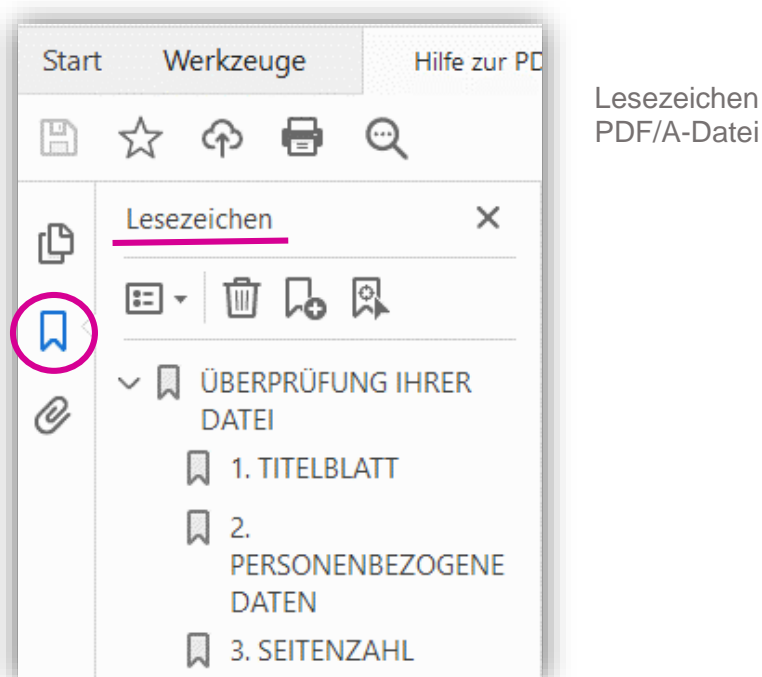 Start Werkzeuge Hilfe zur PD
Lesezeichen
PDF/A-Datei
Lesezeichen
ÜBERPRÜFUNG IHRER
DATEI
1. TITELBLATT
2.
PERSONENBEZOGENE
DATEN
3. SEITENZAHL